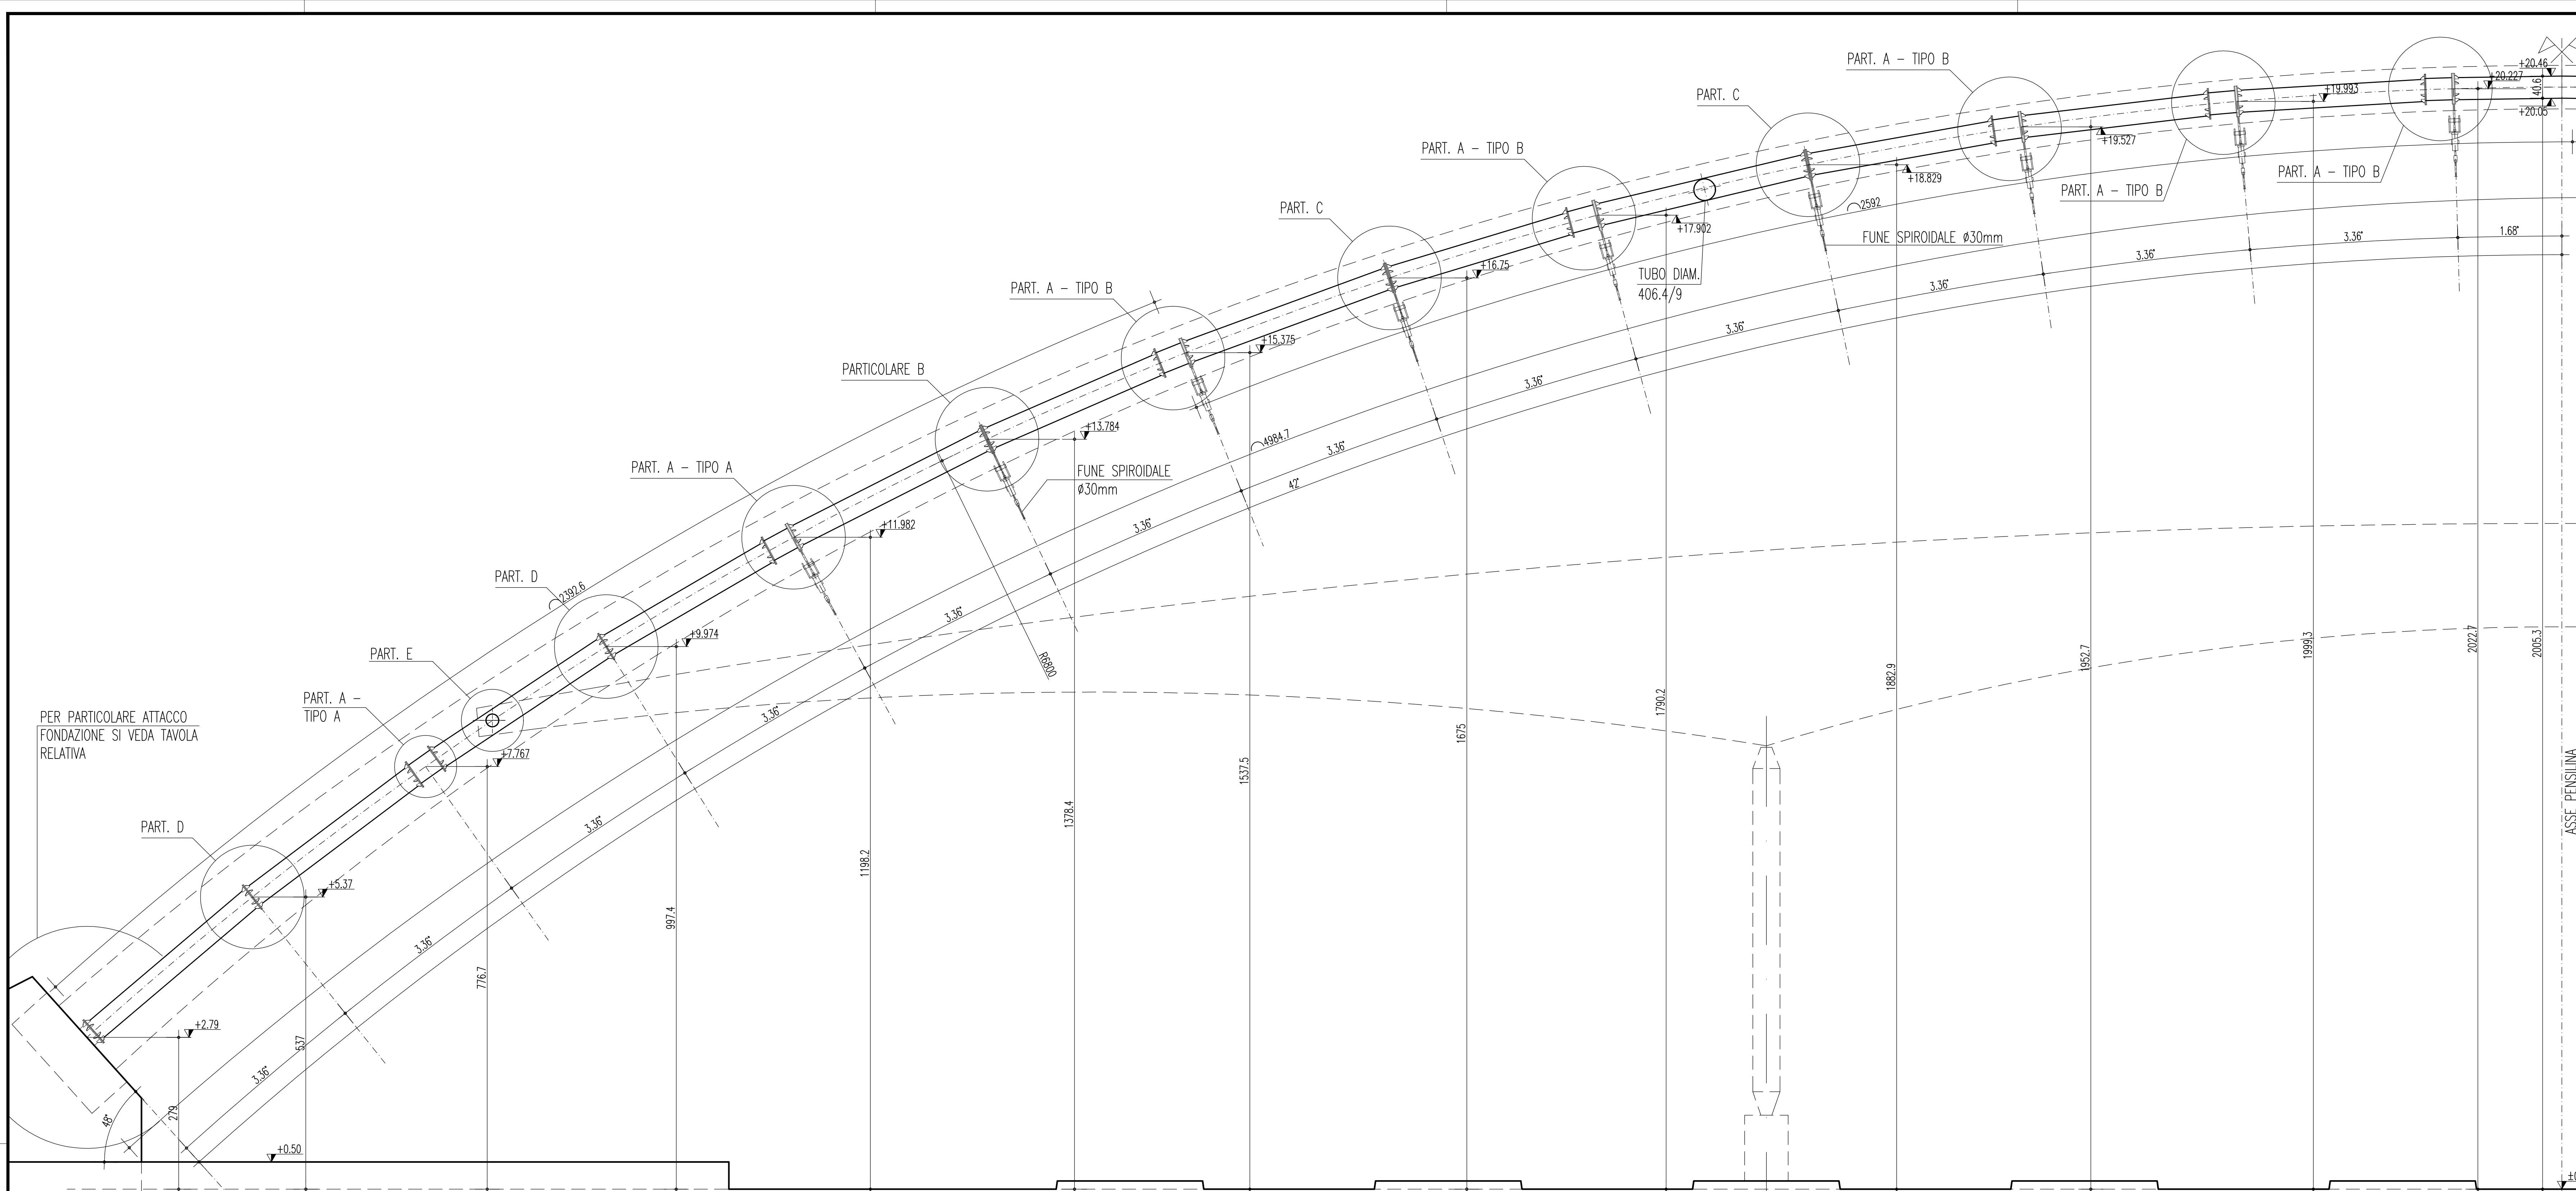 PART. A - TIPO B
+20.46
+20.227
40.6
+20.05
+19.993
PART. C
+19.527
PART. A - TIPO B
PART. A - TIPO B
PART. A - TIPO B
+18.829
2592
FUNE SPIROIDALE ø30mm
+17.902
PART. C
+16.75
TUBO DIAM.
406.4/9
3.36°
1.68°
3.36°
3.36°
3.36°
3.36°
3.36°
3.36°
PART. A - TIPO B
+15.375
PARTICOLARE B
+13.784
4984.7
42°
3.36°
FUNE SPIROIDALE
ø30mm
PART. A - TIPO A
+11.982
PART. D
2392.6
+9.974
3.36°
R6800
PART. E
PART. A -
TIPO A
+7.767
3.36°
PER PARTICOLARE ATTACCO
FONDAZIONE SI VEDA TAVOLA
RELATIVA
PART. D
+5.37
3.36°
3.36°
+2.79
3.36°
48°
279
537
776.7
997.4
1198.2
1378.4
1537.5
1675
1790.2
1882.9
1952.7
1999.3
2022.7
2005.3
ASSE PENSILINA
+0.50